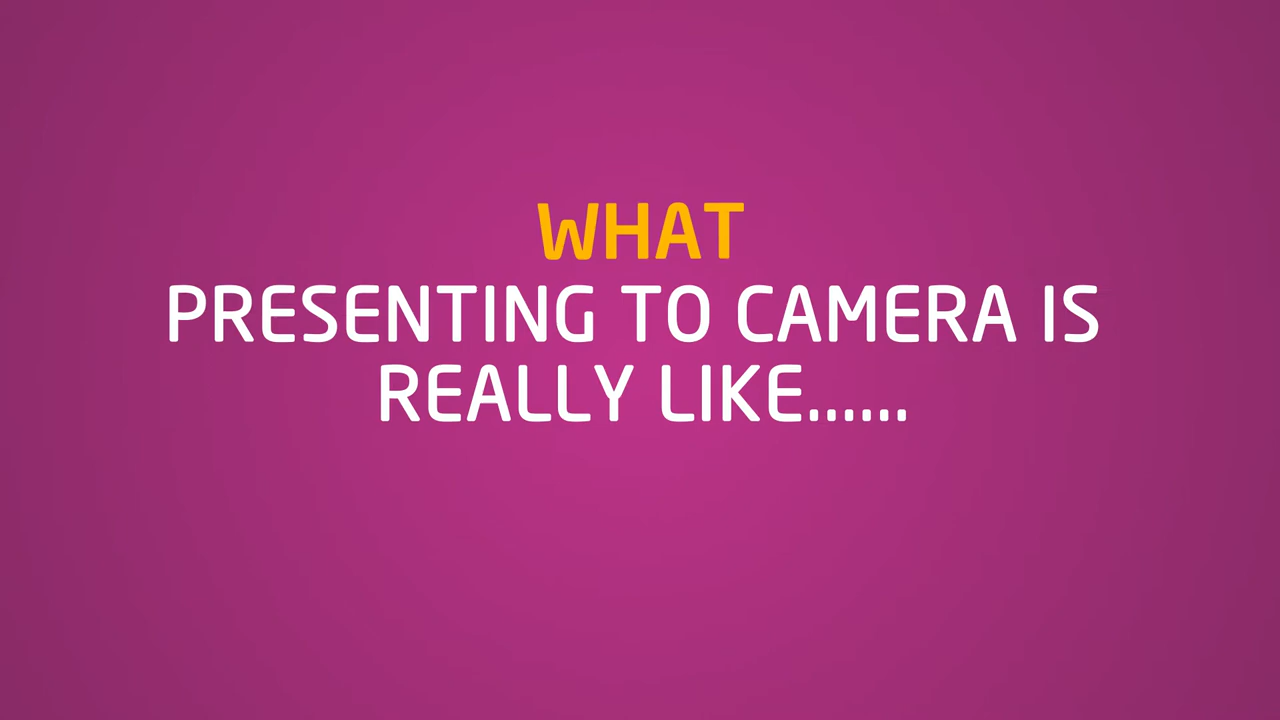 WHAT
PRESENTING TO CAMERA IS
REALLY LIKE......